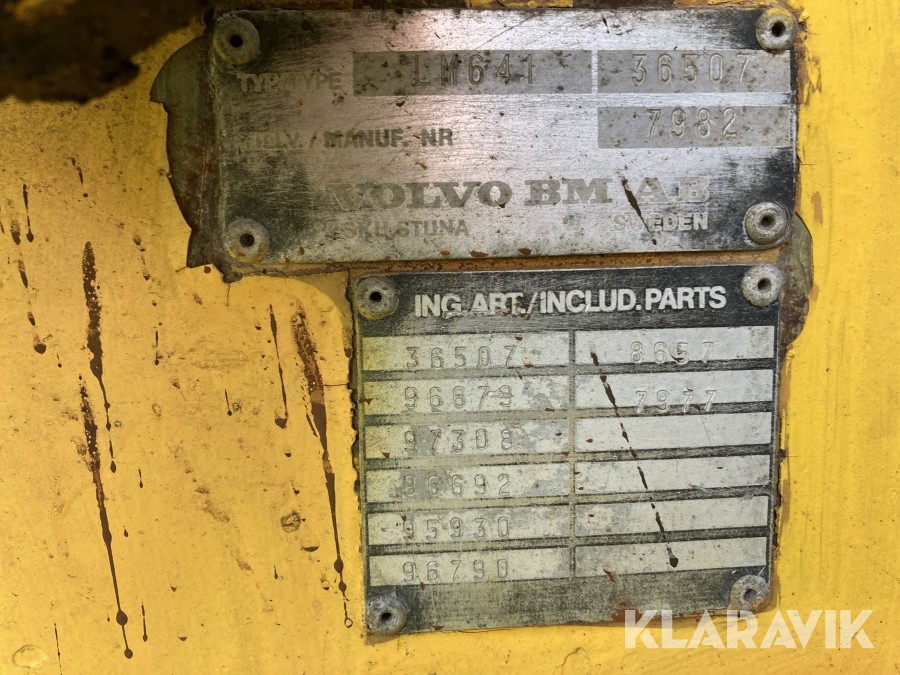 TYP/TYPE LM641 36507
TILLV./MANUF. NR 7982
VOLVO BM AB
ESKILSTUNA SWEDEN
ING.ART./INCLUD.PARTS
36507 8657
96679 7977
97308
96692
95930
96790
KLARAVIK